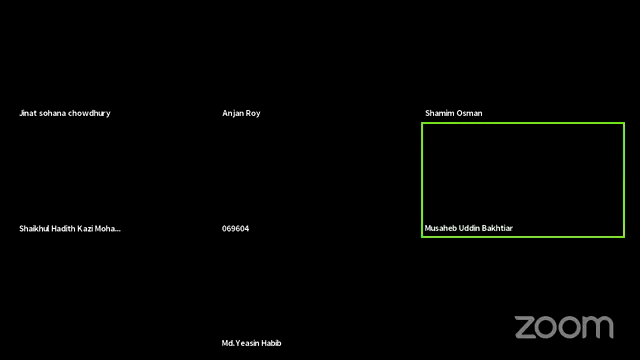 Jinat sohana chowdhury
Anjan Roy
Shamim Osman
Shaikhul Hadith Kazi Moha...
069604
Musaheb Uddin Bakhtiar
Md. Yeasin Habib
zoom